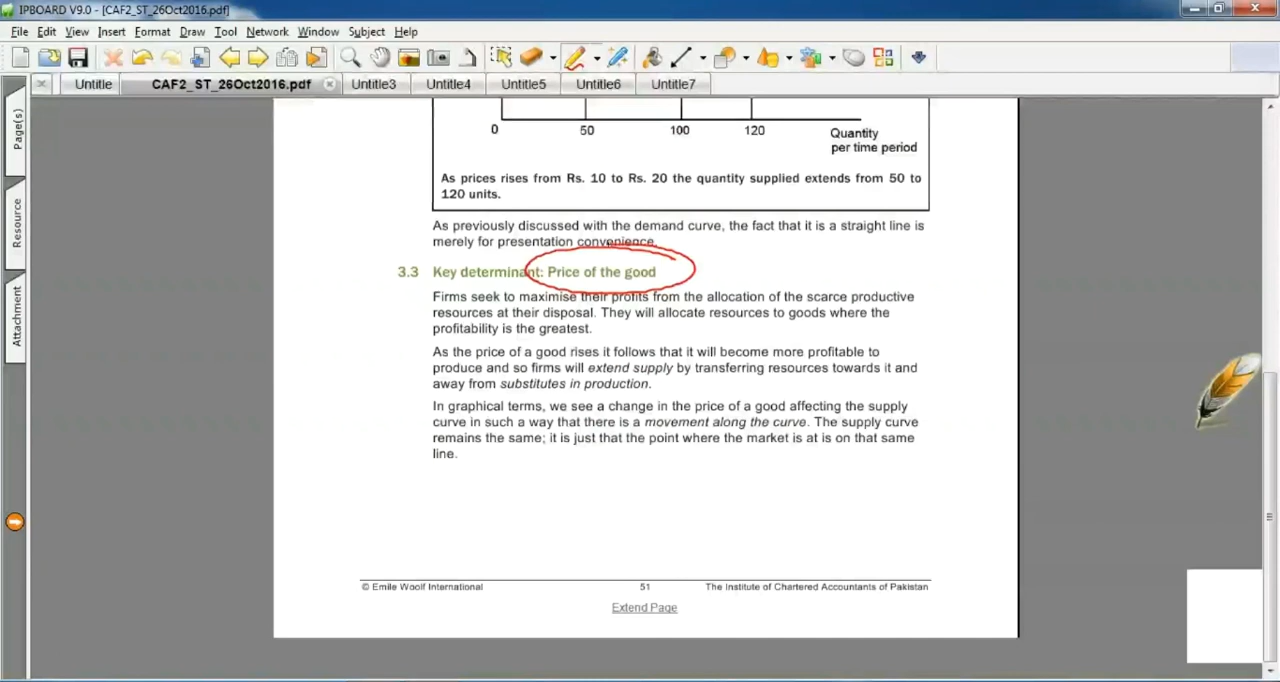 IPBOARD V9.0 - [CAF2_ST_26Oct2016.pdf]
File Edit View Insert Format Draw Tool Network Window Subject Help
Untitle CAF2_ST_26Oct2016.pdf Untitle3 Untitle4 Untitle5 Untitle6 Untitle7
Page(s)
Resource
Attachment
0 50 100 120 Quantity
per time period
As prices rises from Rs. 10 to Rs. 20 the quantity supplied extends from 50 to
120 units.
As previously discussed with the demand curve, the fact that it is a straight line is
merely for presentation convenience.
3.3 Key determinant: Price of the good
Firms seek to maximise their profits from the allocation of the scarce productive
resources at their disposal. They will allocate resources to goods where the
profitability is the greatest.
As the price of a good rises it follows that it will become more profitable to
produce and so firms will extend supply by transferring resources towards it and
away from substitutes in production.
In graphical terms, we see a change in the price of a good affecting the supply
curve in such a way that there is a movement along the curve. The supply curve
remains the same; it is just that the point where the market is at is on that same
line.
© Emile Woolf International 51 The Institute of Chartered Accountants of Pakistan
Extend Page